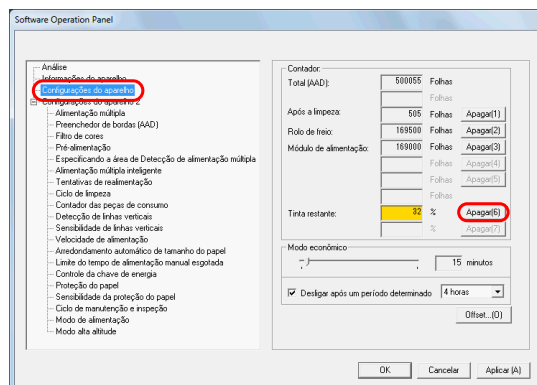 Software Operation Panel
Análise
Informações do aparelho
Configurações do aparelho
Configurações do aparelho 2
Alimentação múltipla
Preenchedor de bordas (AAD)
Filtro de cores
Pré-alimentação
Especificando a área de Detecção de alimentação múltipla
Alimentação múltipla inteligente
Tentativas de realimentação
Ciclo de limpeza
Contador das peças de consumo
Detecção de linhas verticais
Sensibilidade de linhas verticais
Velocidade de alimentação
Arredondamento automático de tamanho do papel
Limite do tempo de alimentação manual esgotada
Controle da chave de energia
Proteção do papel
Sensibilidade da proteção do papel
Ciclo de manutenção e inspeção
Modo de alimentação
Modo alta altitude
Contador:
Total (AAD): 500055 Folhas
Folhas
Após a limpeza: 505 Folhas Apagar(1)
Rolo de freio: 169500 Folhas Apagar(2)
Módulo de alimentação: 169000 Folhas Apagar(3)
Folhas Apagar(4)
Folhas Apagar(5)
Folhas
Tinta restante: 32 % Apagar(6)
% Apagar(7)
Modo econômico
15 minutos
Desligar após um período determinado 4 horas
Offset...(O)
OK Cancelar Aplicar (A)